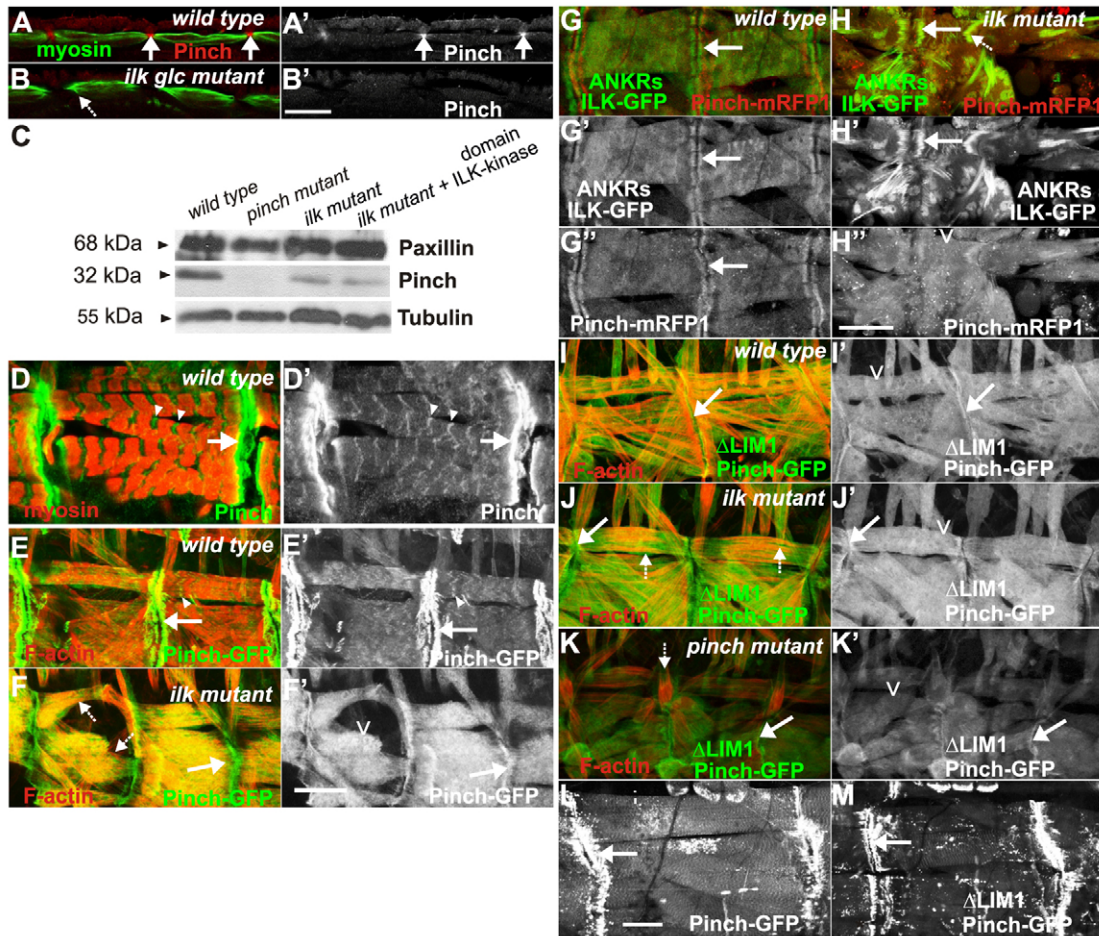 A wild type
myosin Pinch
A'
Pinch
B ilk glc mutant
B'
Pinch
C
wild type
pinch mutant
ilk mutant
ilk mutant + ILK-kinase
domain
68 kDa Paxillin
32 kDa Pinch
55 kDa Tubulin
D wild type
myosin Pinch
D'
Pinch
E wild type
F-actin Pinch-GFP
E'
Pinch-GFP
F ilk mutant
F-actin Pinch-GFP
F'
V
Pinch-GFP
G wild type
ANKRs
ILK-GFP Pinch-mRFP1
H ilk mutant
ANKRs
ILK-GFP Pinch-mRFP1
G'
ANKRs
ILK-GFP
H'
ANKRs
ILK-GFP
G"
Pinch-mRFP1
H"
V
Pinch-mRFP1
I wild type
F-actin
ΔLIM1
Pinch-GFP
I'
V
ΔLIM1
Pinch-GFP
J ilk mutant
F-actin
ΔLIM1
Pinch-GFP
J'
V
ΔLIM1
Pinch-GFP
K pinch mutant
F-actin
ΔLIM1
Pinch-GFP
K'
V
ΔLIM1
Pinch-GFP
L
Pinch-GFP
M
ΔLIM1
Pinch-GFP